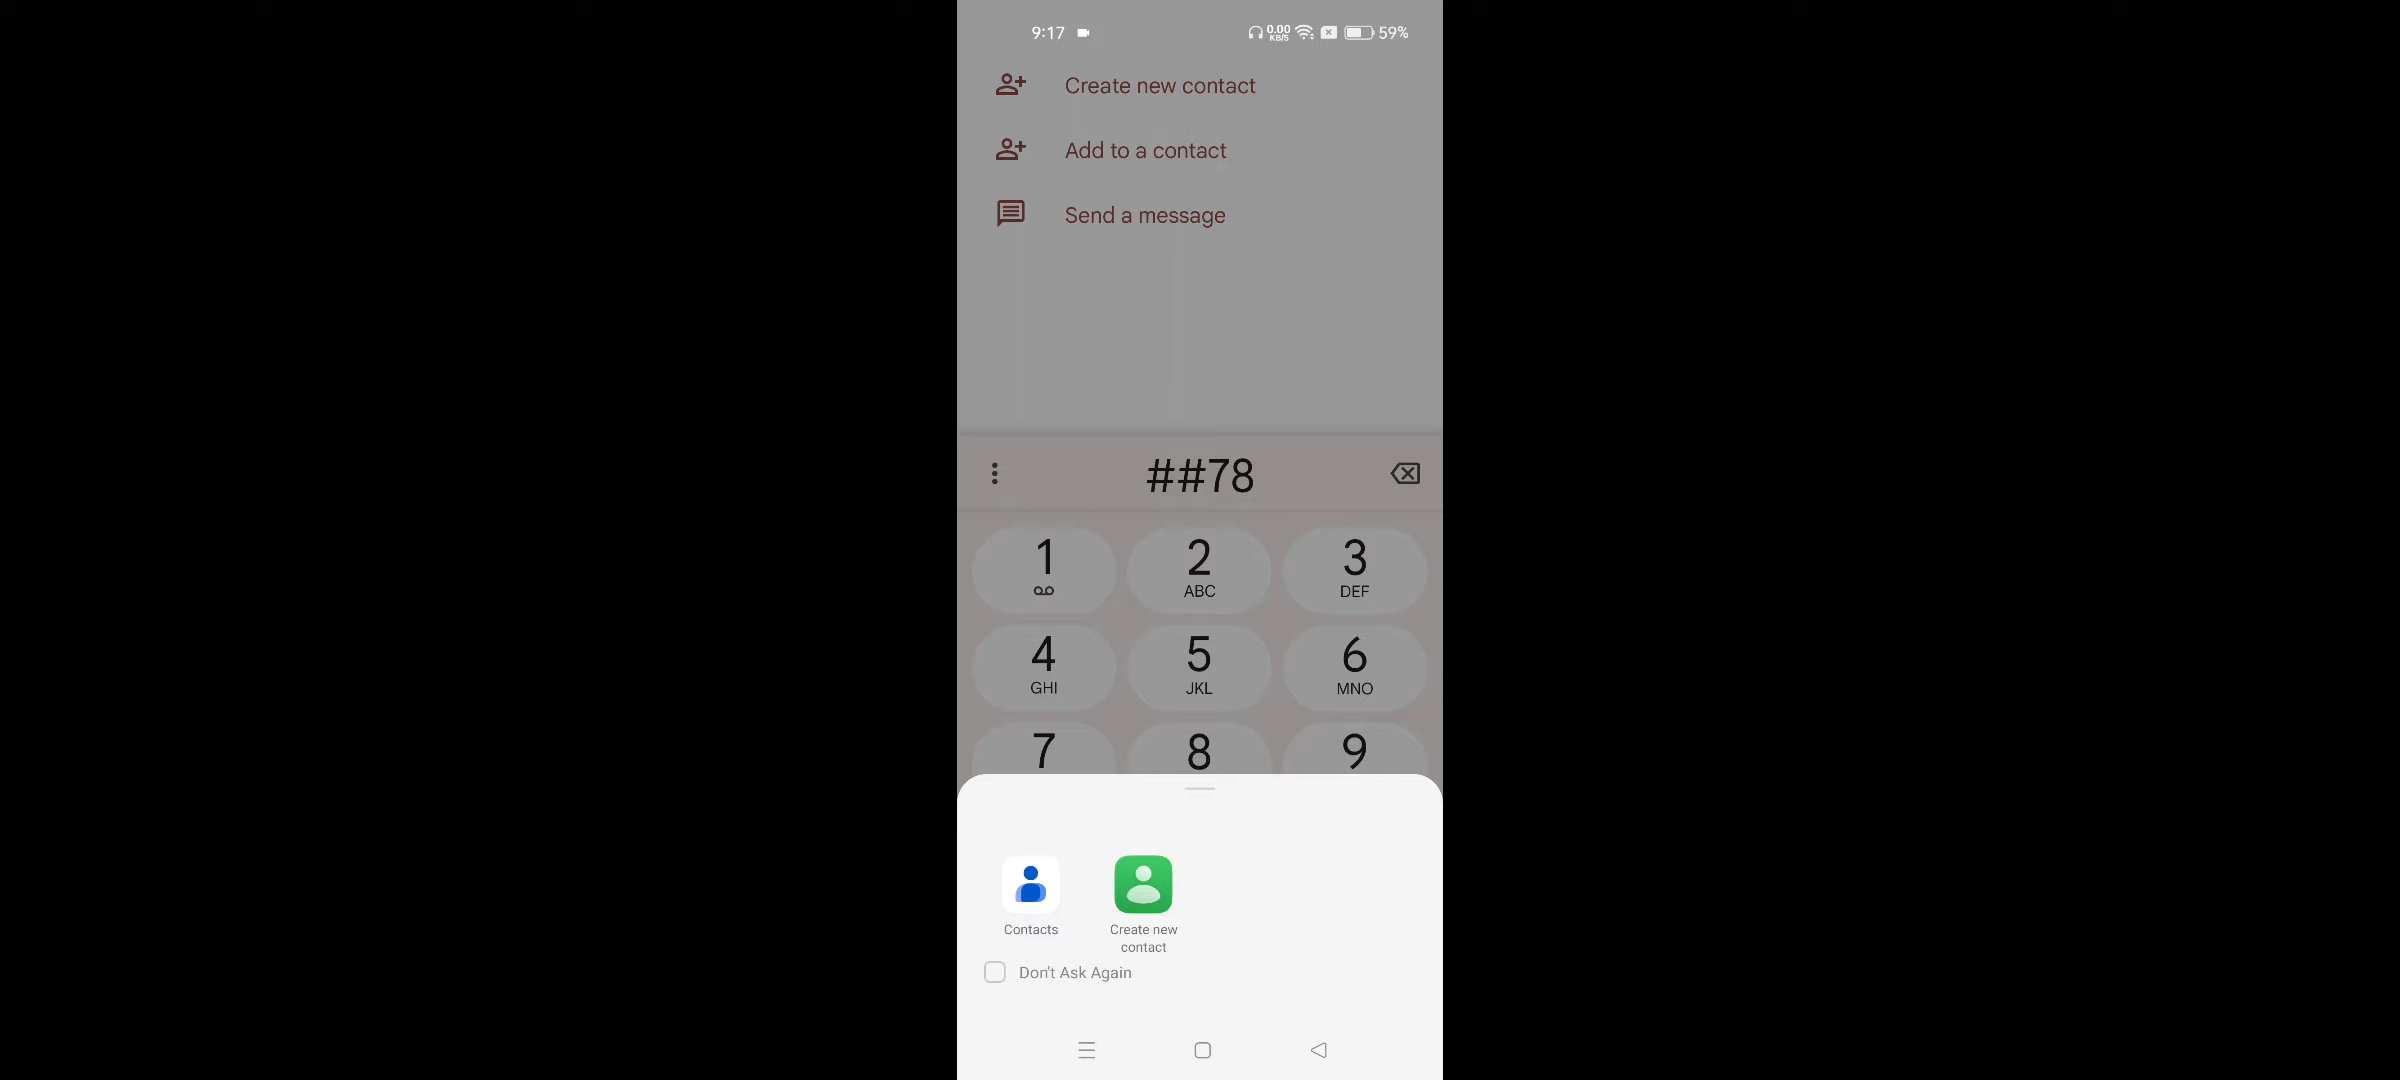 9:17 0.00 KB/S 59%
Create new contact
Add to a contact
Send a message
##78
1 2 3
ABC DEF
4 5 6
GHI JKL MNO
7 8 9
Contacts Create new
contact
Don't Ask Again